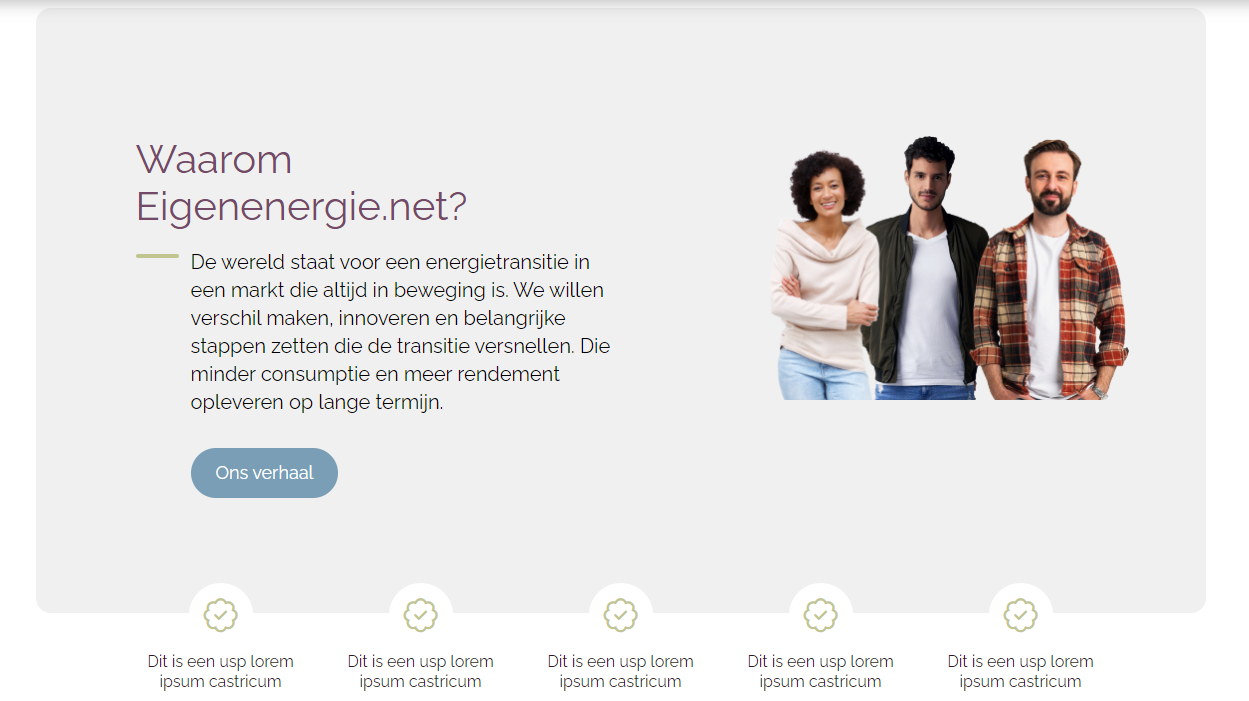 Waarom
Eigenenergie.net?
De wereld staat voor een energietransitie in
een markt die altijd in beweging is. We willen
verschil maken, innoveren en belangrijke
stappen zetten die de transitie versnellen. Die
minder consumptie en meer rendement
opleveren op lange termijn.
Ons verhaal
Dit is een usp lorem
ipsum castricum
Dit is een usp lorem
ipsum castricum
Dit is een usp lorem
ipsum castricum
Dit is een usp lorem
ipsum castricum
Dit is een usp lorem
ipsum castricum